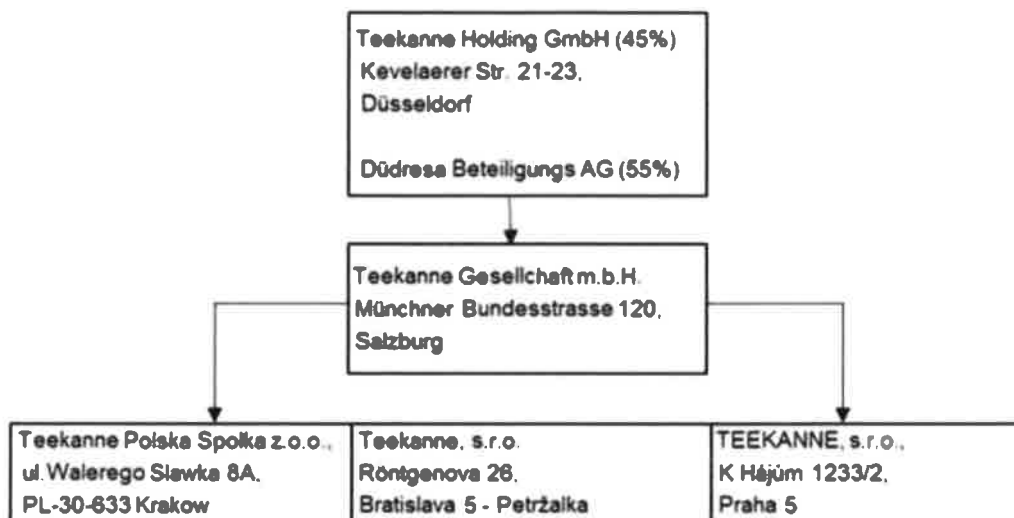 Teekanne Holding GmbH (45%)
Kevelaerer Str. 21-23,
Düsseldorf
Düdresa Beteiligungs AG (55%)
Teekanne Gesellchaft m.b.H.
Münchner Bundesstrasse 120,
Salzburg
Teekanne Polska Spolka z.o.o.,
ul. Walerego Slawka 8A,
PL-30-633 Krakow
Teekanne, s.r.o.
Röntgenova 26,
Bratislava 5 - Petržalka
TEEKANNE, s.r.o.,
K Hájům 1233/2,
Praha 5